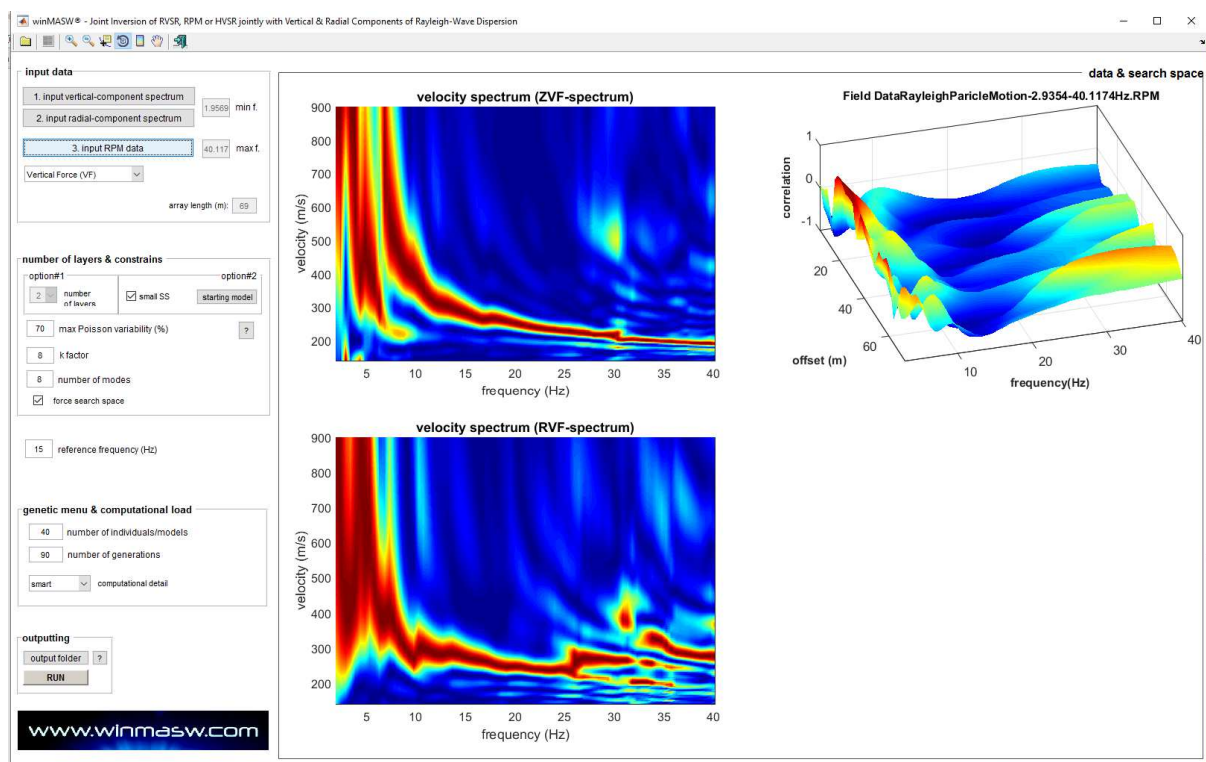 winMASW® - Joint Inversion of RVSR, RPM or HVSR jointly with Vertical & Radial Components of Rayleigh-Wave Dispersion
input data
1. input vertical-component spectrum
2. input radial-component spectrum
1.9569 min f.
3. input RPM data
40.117 max f.
Vertical Force (VF)
array length (m): 69
number of layers & constrains
option#1
option#2
2 number of layers
small SS
starting model
70 max Poisson variability (%)
?
8 k factor
8 number of modes
force search space
15 reference frequency (Hz)
genetic menu & computational load
40 number of individuals/models
90 number of generations
smart computational detail
outputting
output folder ?
RUN
www.winmasw.com
data & search space
velocity spectrum (ZVF-spectrum)
900
800
700
600
500
400
300
200
velocity (m/s)
5 10 15 20 25 30 35 40
frequency (Hz)
Field DataRayleighParicleMotion-2.9354-40.1174Hz.RPM
1
0
-1
correlation
20
40
60
offset (m)
10 20 30 40
frequency(Hz)
velocity spectrum (RVF-spectrum)
900
800
700
600
500
400
300
200
velocity (m/s)
5 10 15 20 25 30 35 40
frequency (Hz)